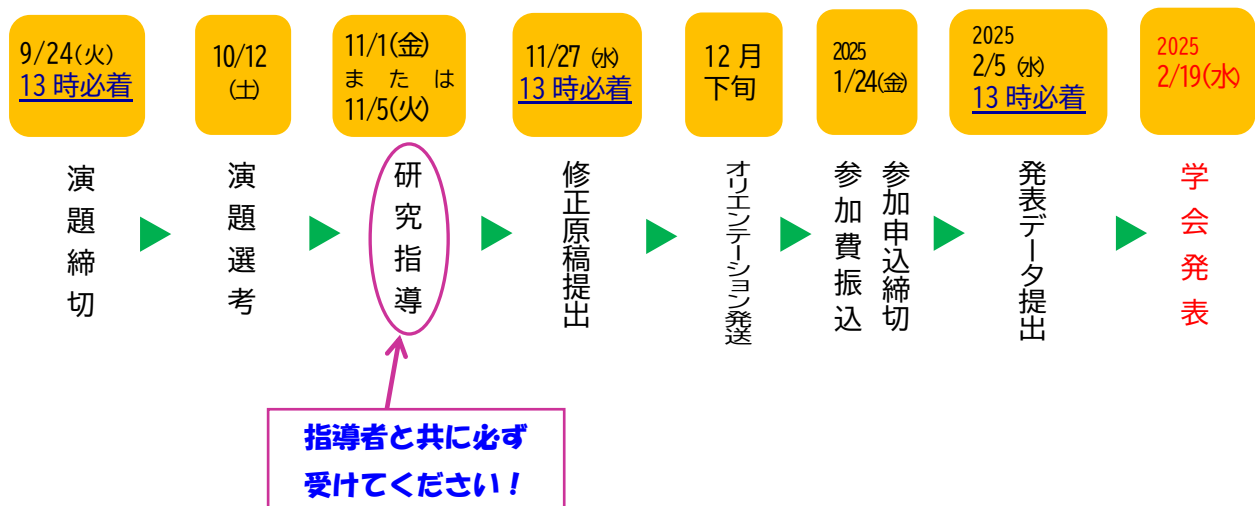 9/24(火)
13時必着
10/12
(土)
11/1(金)
または
11/5(火)
11/27(水)
13時必着
12月
下旬
2025
1/24(金)
2025
2/5(水)
13時必着
2025
2/19(水)
演題締切
演題選考
研究指導
修正原稿提出
オリエンテーション発送
参加申込締切
参加費振込
発表データ提出
学会発表
指導者と共に必ず
受けてください！